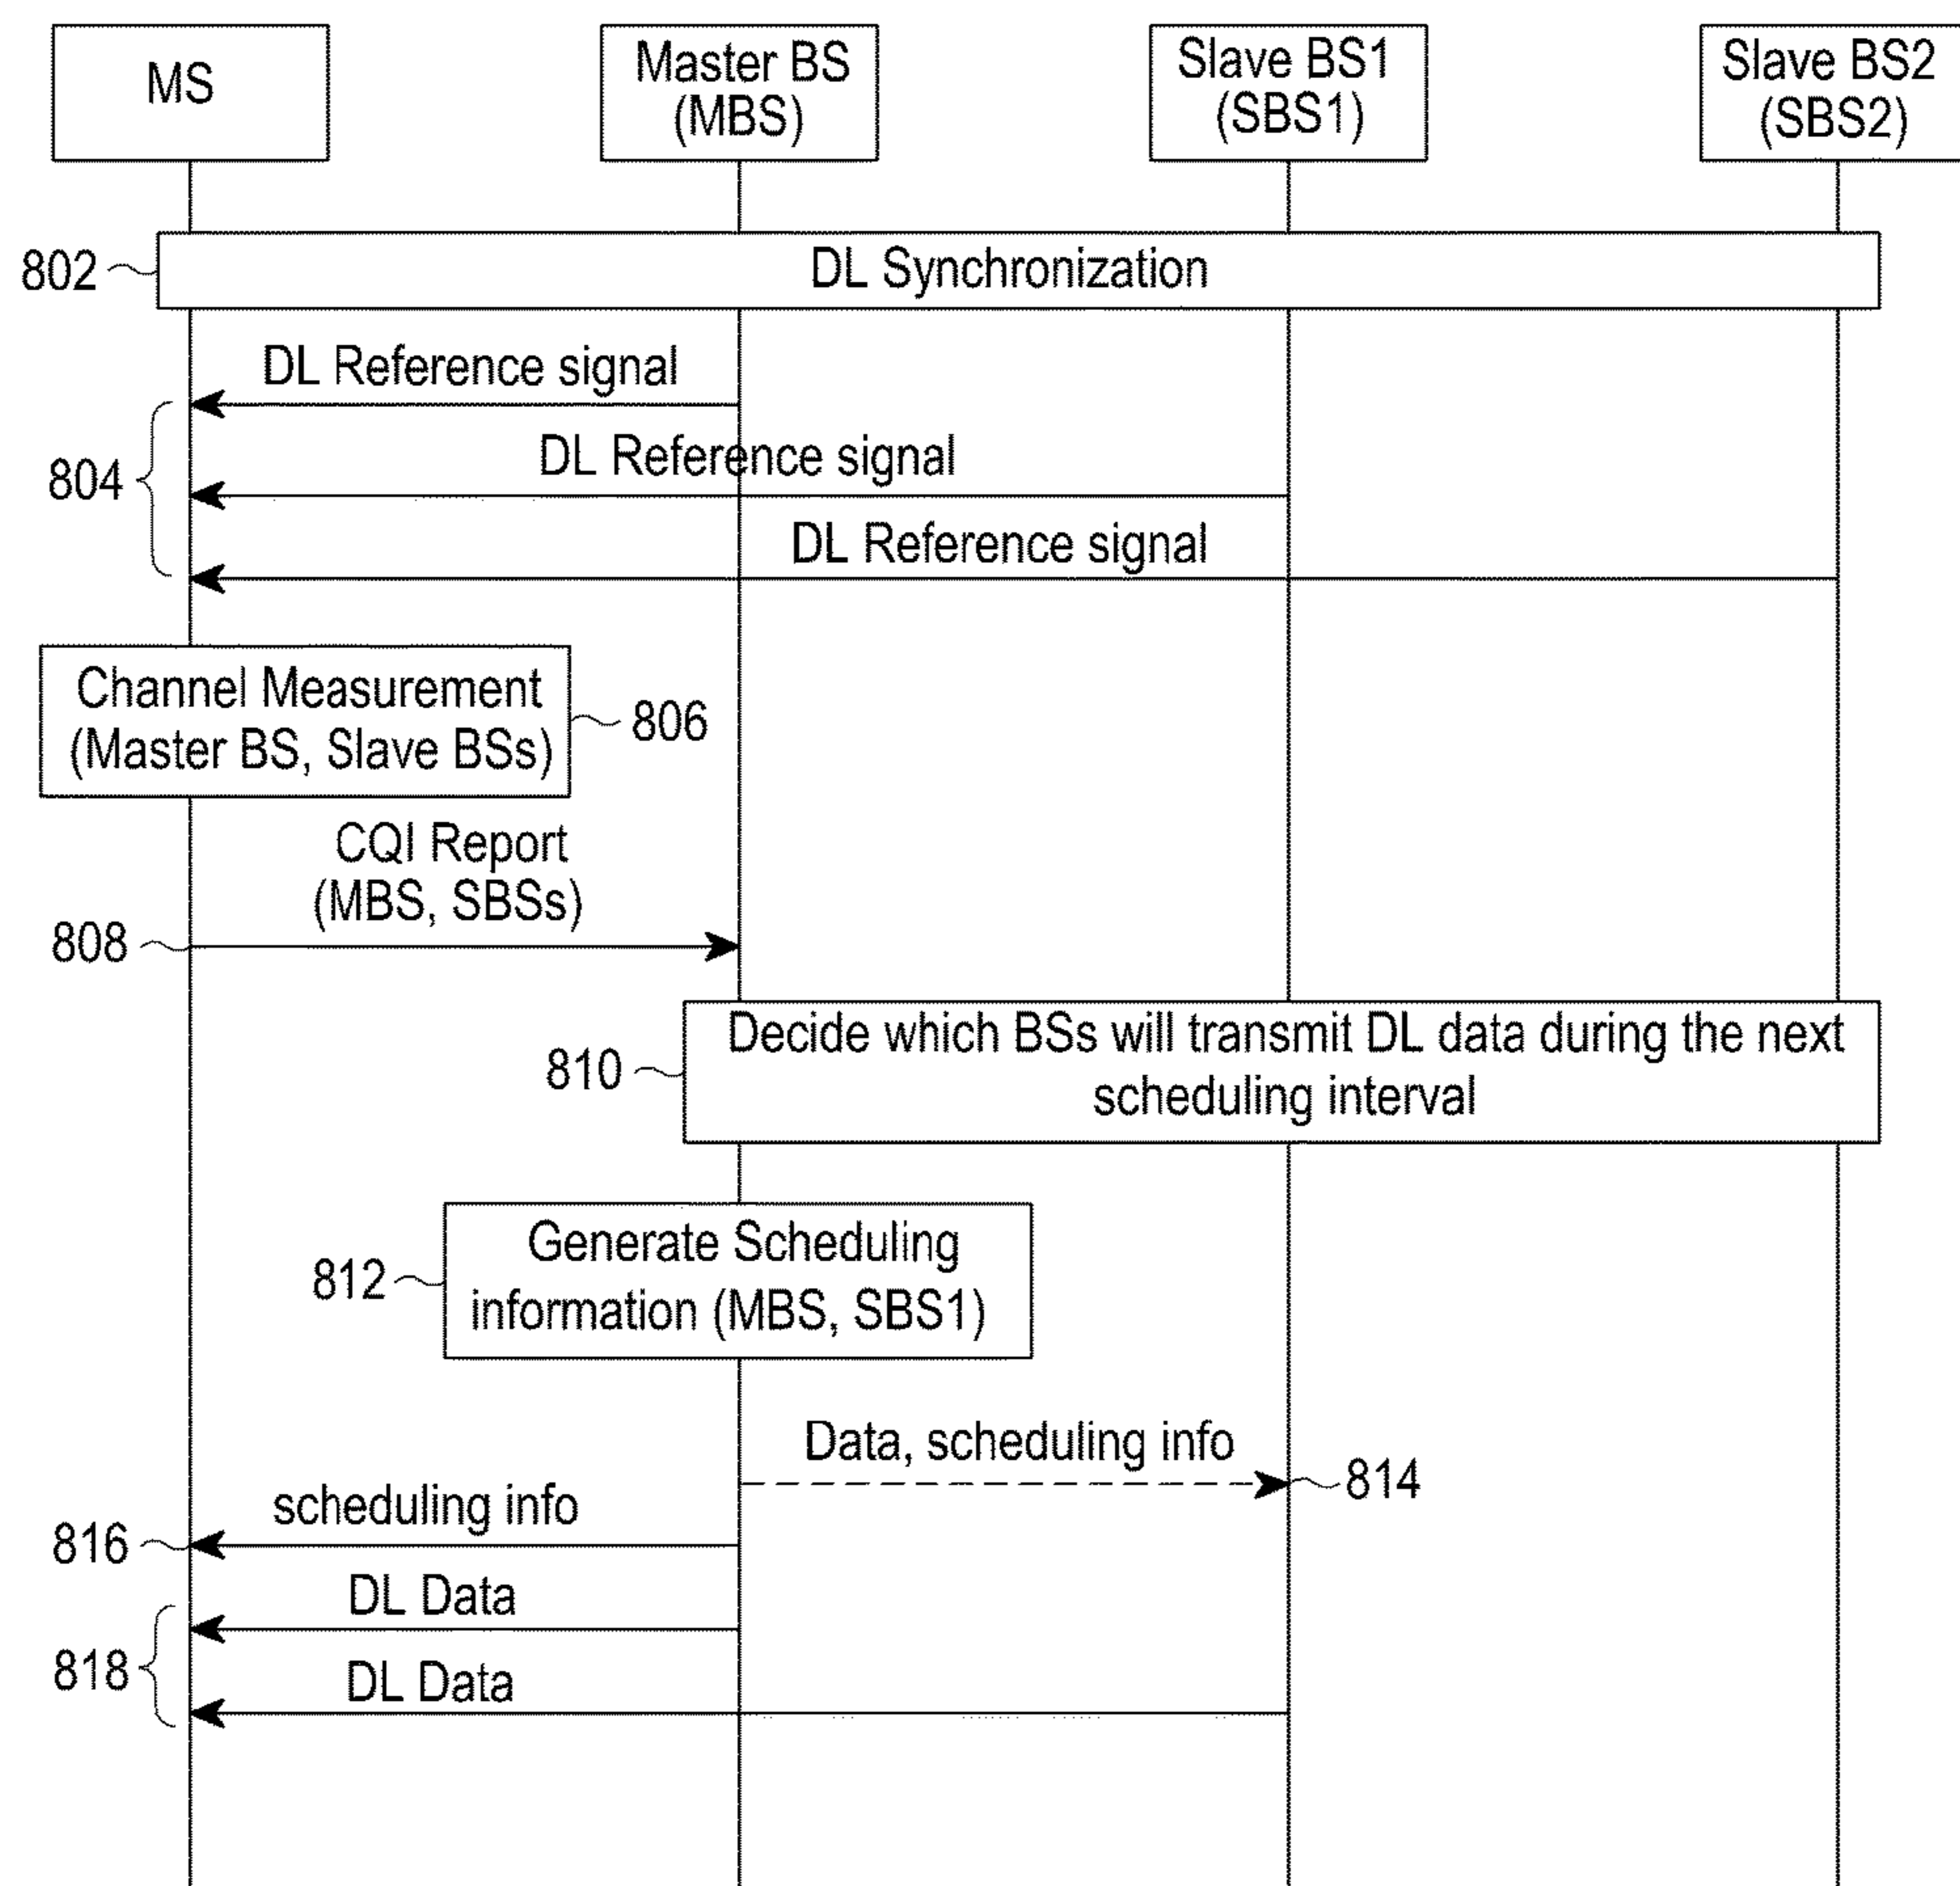 MS
Master BS
(MBS)
Slave BS1
(SBS1)
Slave BS2
(SBS2)
802
DL Synchronization
DL Reference signal
DL Reference signal
804
DL Reference signal
Channel Measurement
(Master BS, Slave BSs)
806
CQI Report
(MBS, SBSs)
808
Decide which BSs will transmit DL data during the next
scheduling interval
810
Generate Scheduling
information (MBS, SBS1)
812
Data, scheduling info
814
scheduling info
816
DL Data
818
DL Data